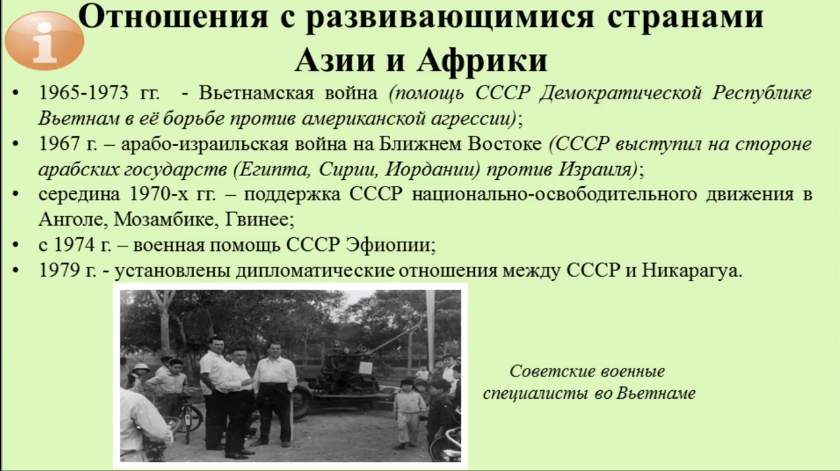 Отношения с развивающимися странами
Азии и Африки
• 1965-1973 гг. - Вьетнамская война (помощь СССР Демократической Республике
Вьетнам в её борьбе против американской агрессии);
• 1967 г. – арабо-израильская война на Ближнем Востоке (СССР выступил на стороне
арабских государств (Египта, Сирии, Иордании) против Израиля);
• середина 1970-х гг. – поддержка СССР национально-освободительного движения в
Анголе, Мозамбике, Гвинее;
• с 1974 г. – военная помощь СССР Эфиопии;
• 1979 г. - установлены дипломатические отношения между СССР и Никарагуа.
Советские военные
специалисты во Вьетнаме